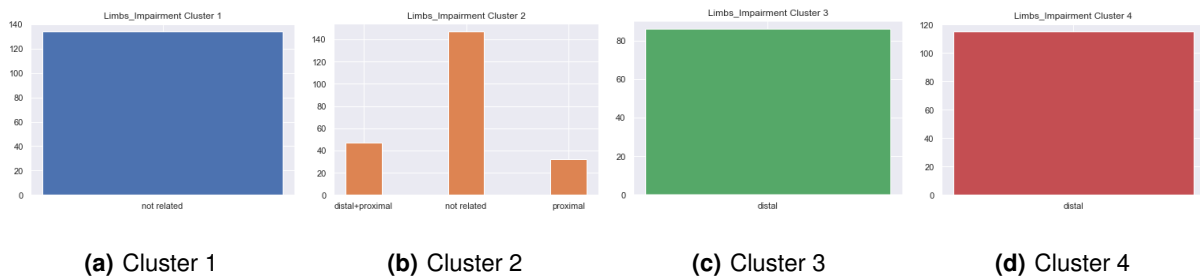 Limbs_Impairment Cluster 1
140
120
100
80
60
40
20
0
not related
(a) Cluster 1
Limbs_Impairment Cluster 2
140
120
100
80
60
40
20
0
distal+proximal not related proximal
(b) Cluster 2
Limbs_Impairment Cluster 3
80
60
40
20
0
distal
(c) Cluster 3
Limbs_Impairment Cluster 4
120
100
80
60
40
20
0
distal
(d) Cluster 4